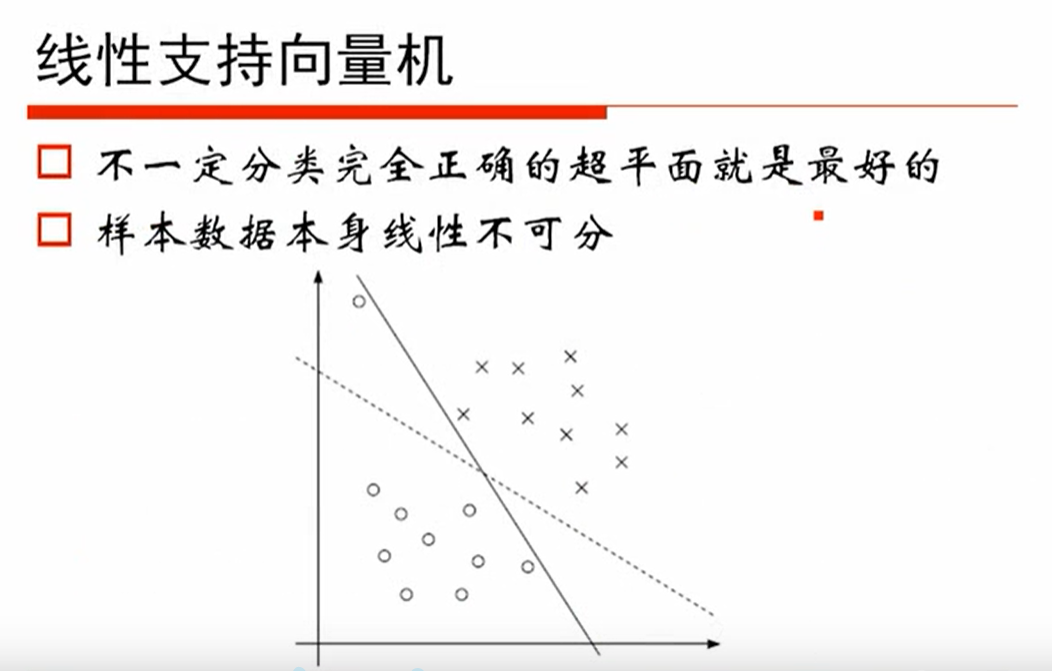 线性支持向量机
不一定分类完全正确的超平面就是最好的
样本数据本身线性不可分